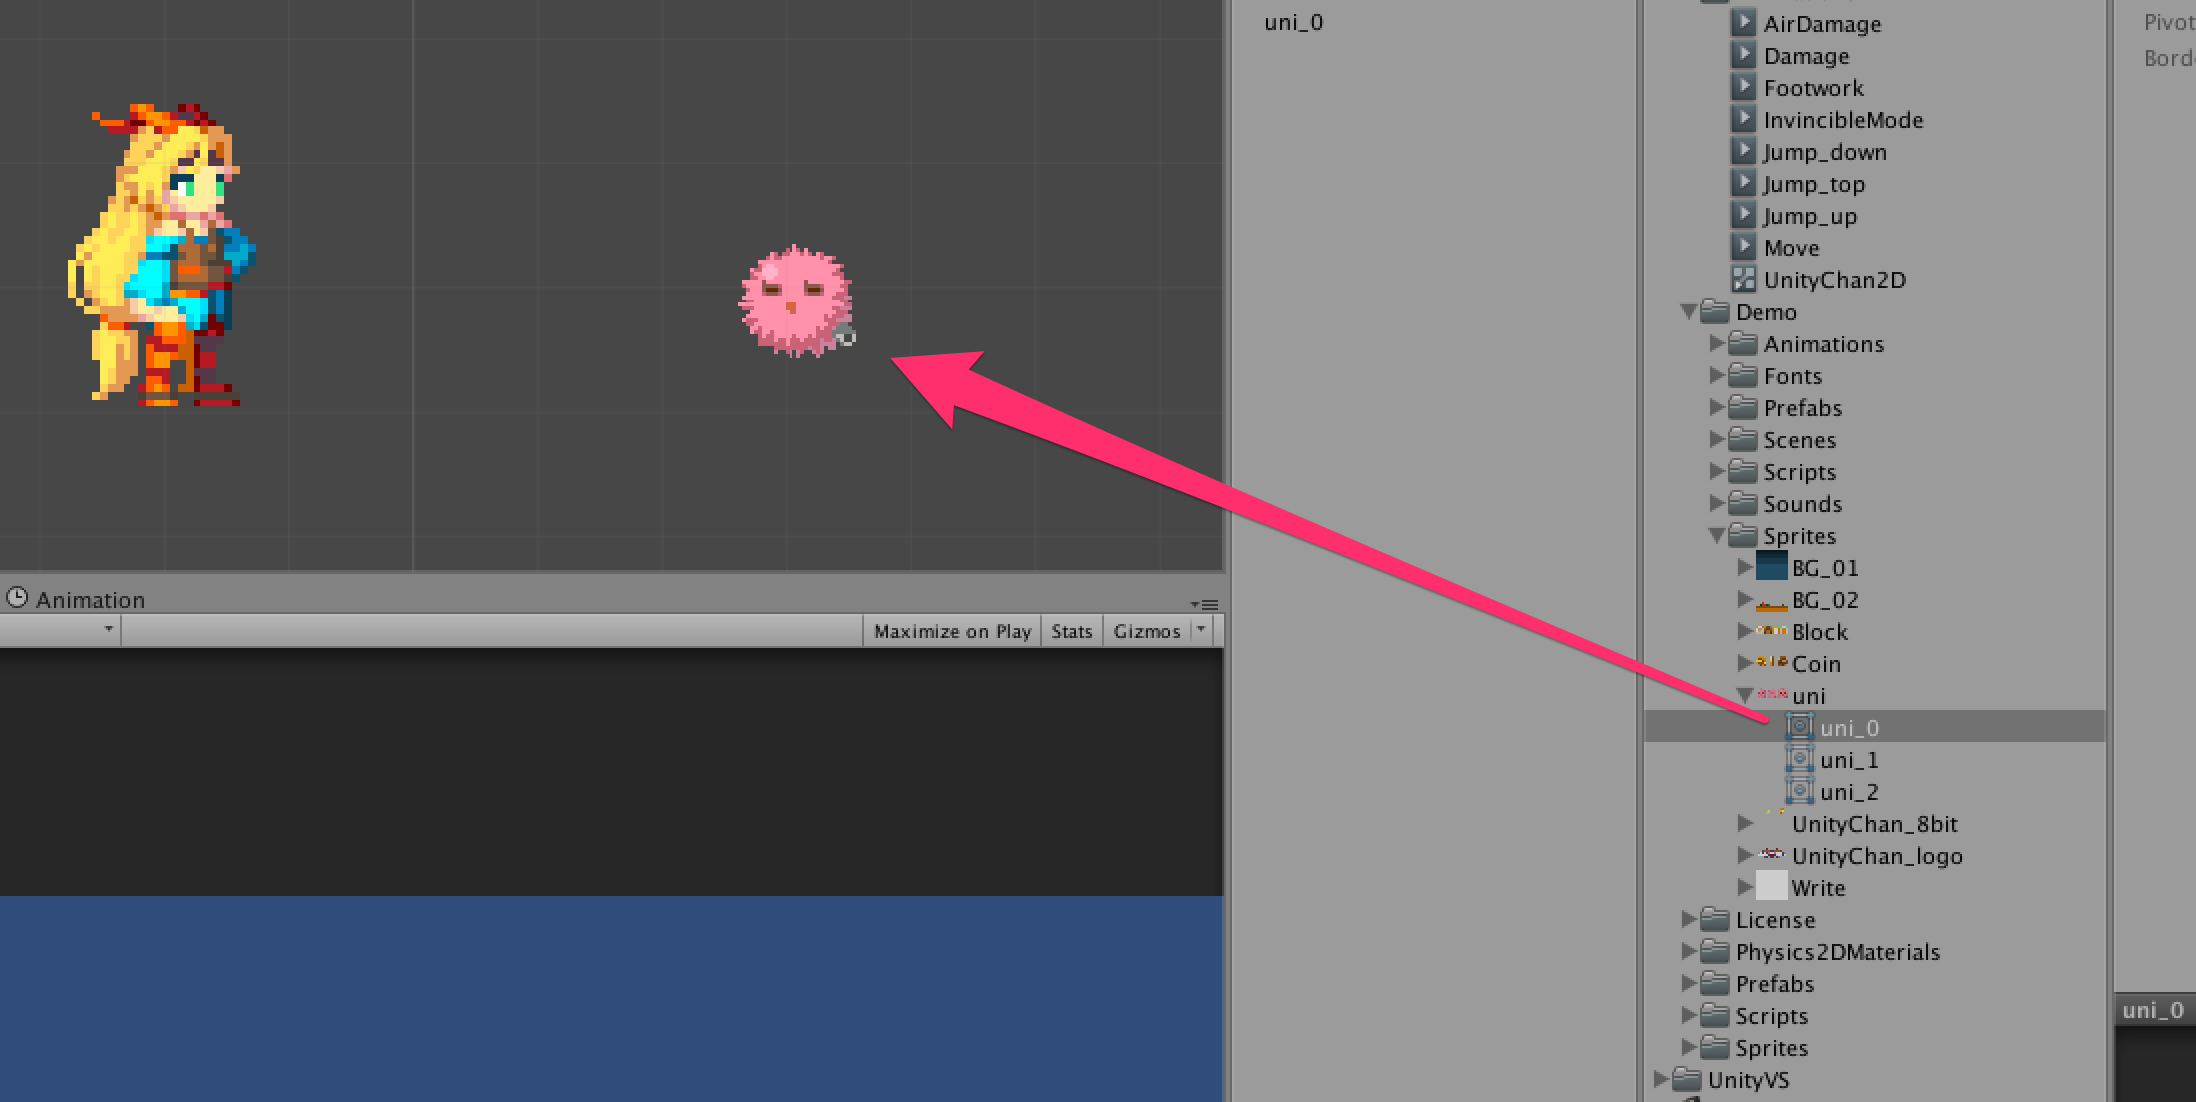 Animation
Maximize on Play
Stats
Gizmos
uni_0
AirDamage
Damage
Footwork
InvincibleMode
Jump_down
Jump_top
Jump_up
Move
UnityChan2D
Demo
Animations
Fonts
Prefabs
Scenes
Scripts
Sounds
Sprites
BG_01
BG_02
Block
Coin
uni
uni_0
uni_1
uni_2
UnityChan_8bit
UnityChan_logo
Write
License
Physics2DMaterials
Prefabs
Scripts
Sprites
UnityVS
Pivot
Bord
uni_0